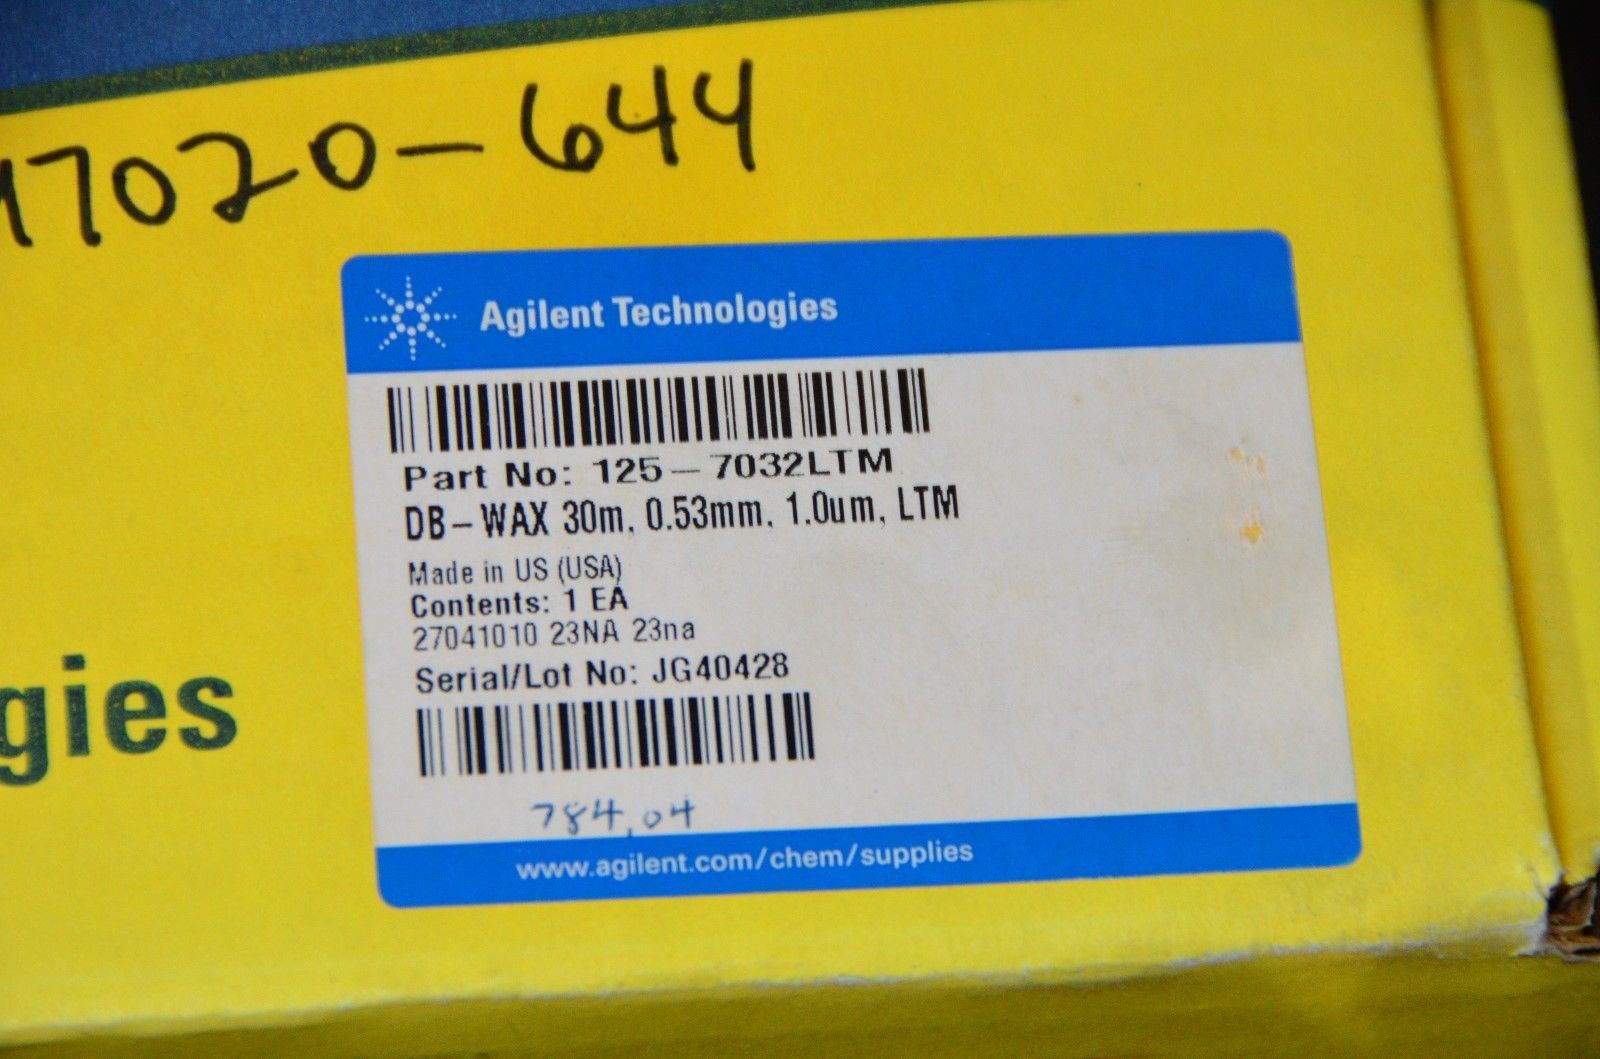 47020-644
Agilent Technologies
Part No: 125-7032LTM
DB-WAX 30m, 0.53mm, 1.0um, LTM
Made in US (USA)
Contents: 1 EA
27041010 23NA 23na
Serial/Lot No: JG40428
784.04
www.agilent.com/chem/supplies
gies